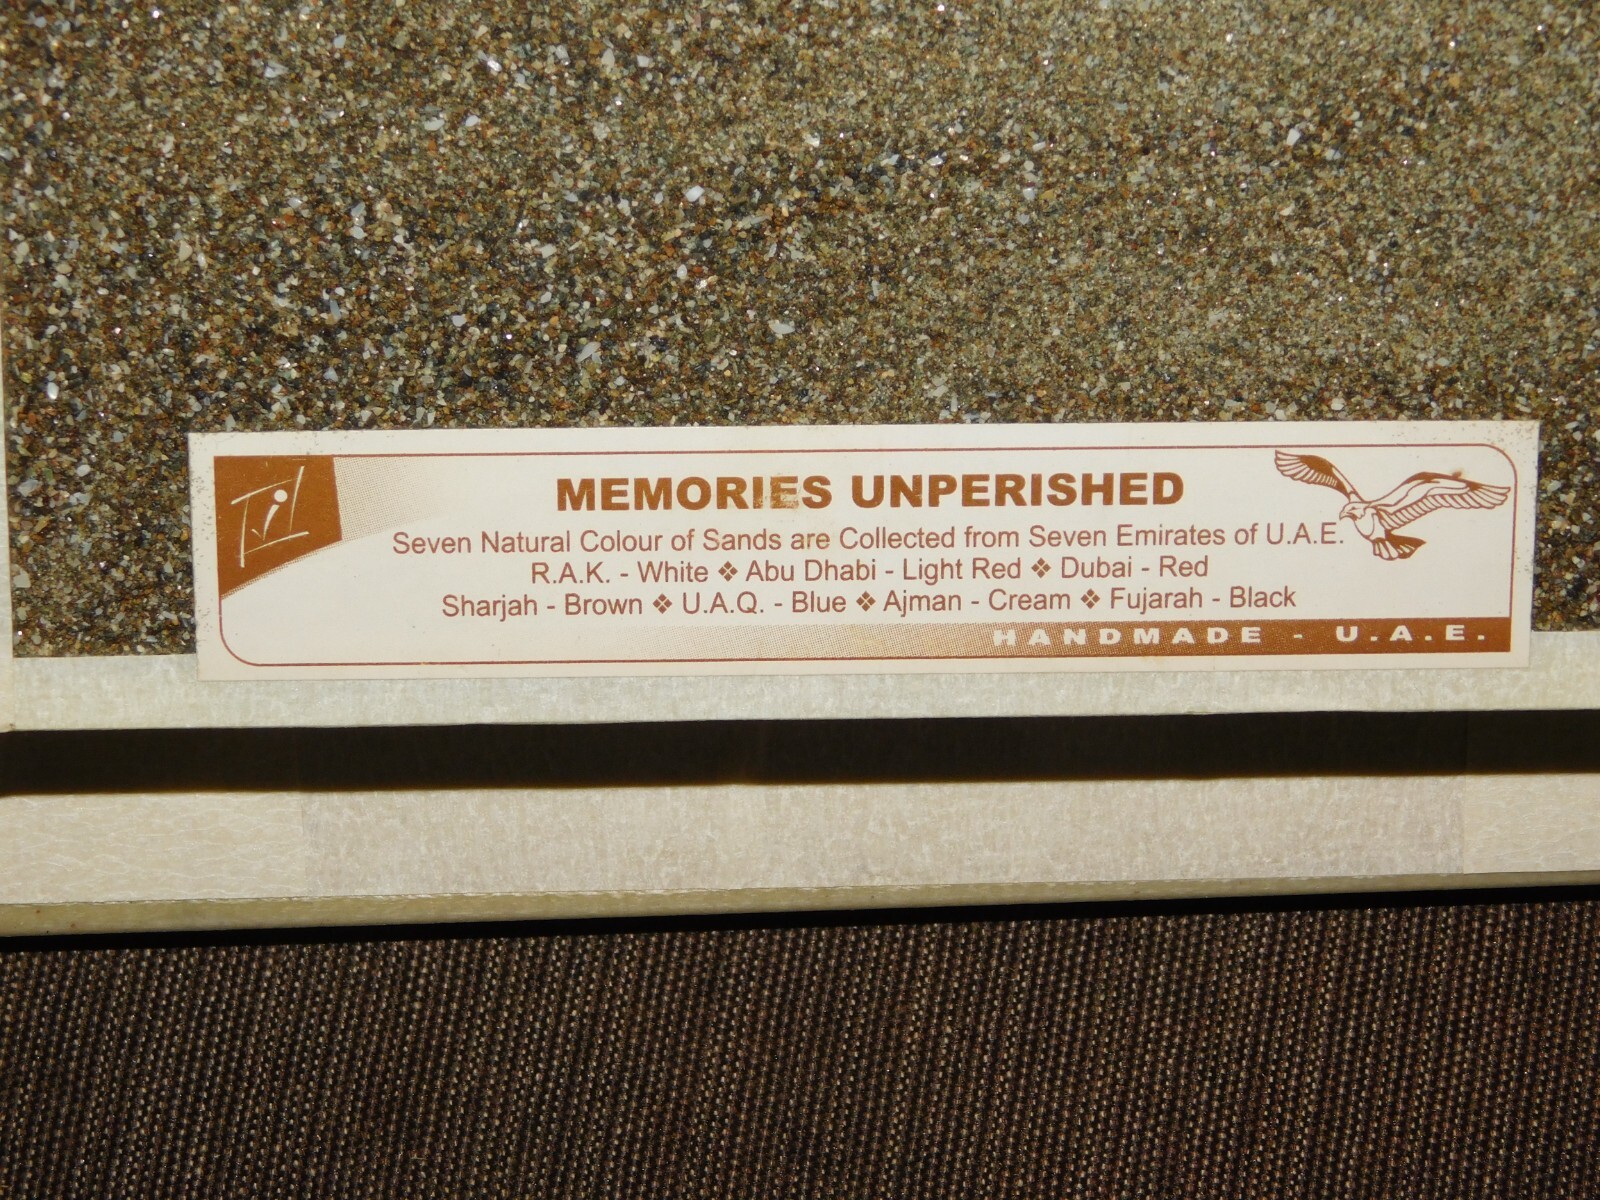 MEMORIES UNPERISHED
Seven Natural Colour of Sands are Collected from Seven Emirates of U.A.E.
R.A.K. - White ❖ Abu Dhabi - Light Red ❖ Dubai - Red
Sharjah - Brown ❖ U.A.Q. - Blue ❖ Ajman - Cream ❖ Fujarah - Black
HANDMADE - U.A.E.